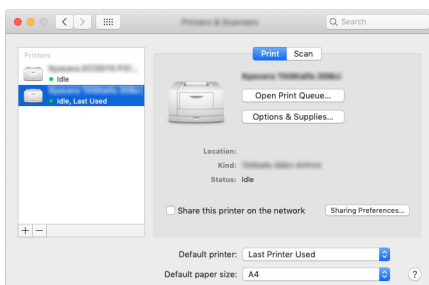 Search
Printers
Idle
Idle, Last Used
+ −
Print Scan
Open Print Queue...
Options & Supplies...
Location:
Kind:
Status: Idle
Share this printer on the network
Sharing Preferences...
Default printer: Last Printer Used
Default paper size: A4
?